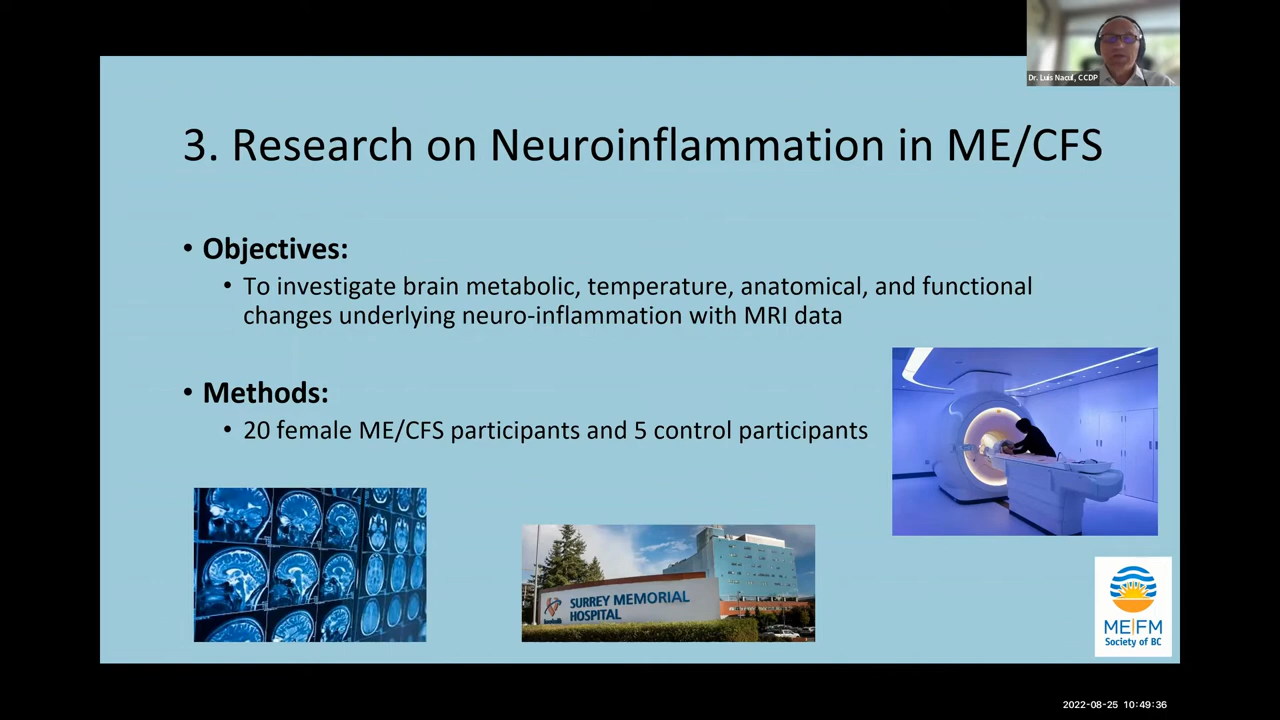 Dr. Luis Nacul, CCDP
3. Research on Neuroinflammation in ME/CFS
• Objectives:
• To investigate brain metabolic, temperature, anatomical, and functional
changes underlying neuro-inflammation with MRI data
• Methods:
• 20 female ME/CFS participants and 5 control participants
SURREY MEMORIAL
HOSPITAL
ME|FM
Society of BC
2022-08-25 10:49:36